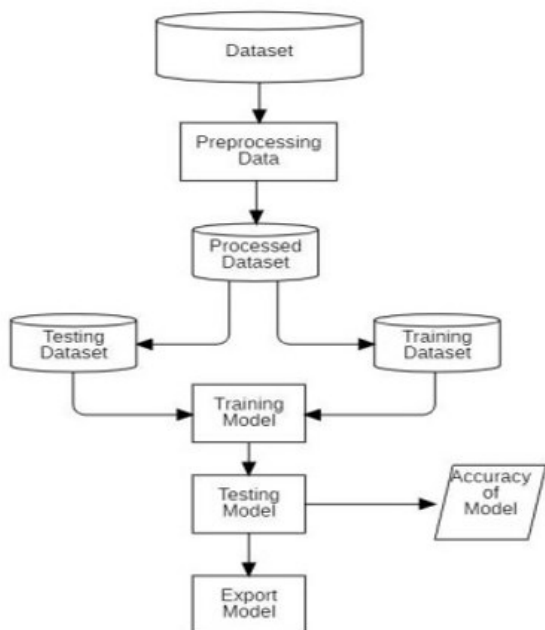 Dataset
Preprocessing
Data
Processed
Dataset
Testing
Dataset
Training
Dataset
Training
Model
Testing
Model
Accuracy
of
Model
Export
Model